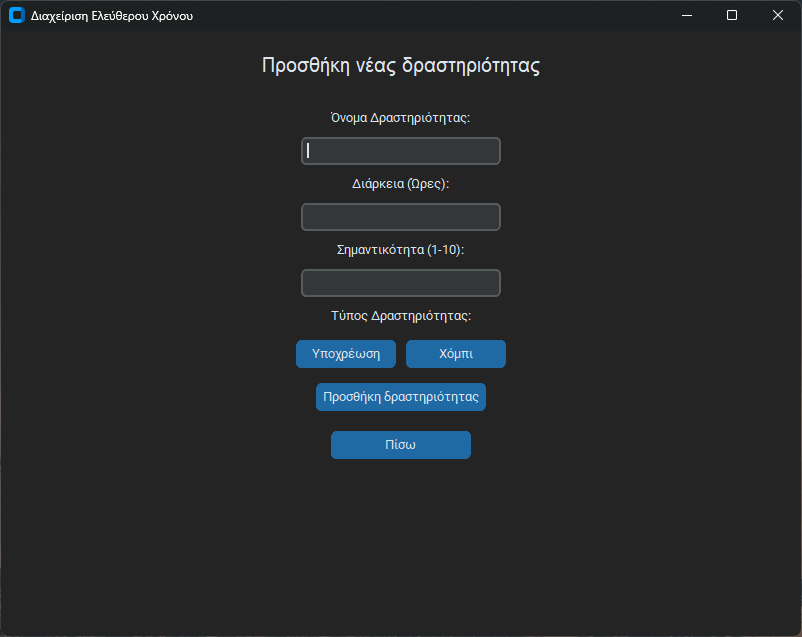 Διαχείριση Ελεύθερου Χρόνου
Προσθήκη νέας δραστηριότητας
Όνομα Δραστηριότητας:
Διάρκεια (Ώρες):
Σημαντικότητα (1-10):
Τύπος Δραστηριότητας:
Υποχρέωση Χόμπι
Προσθήκη δραστηριότητας
Πίσω